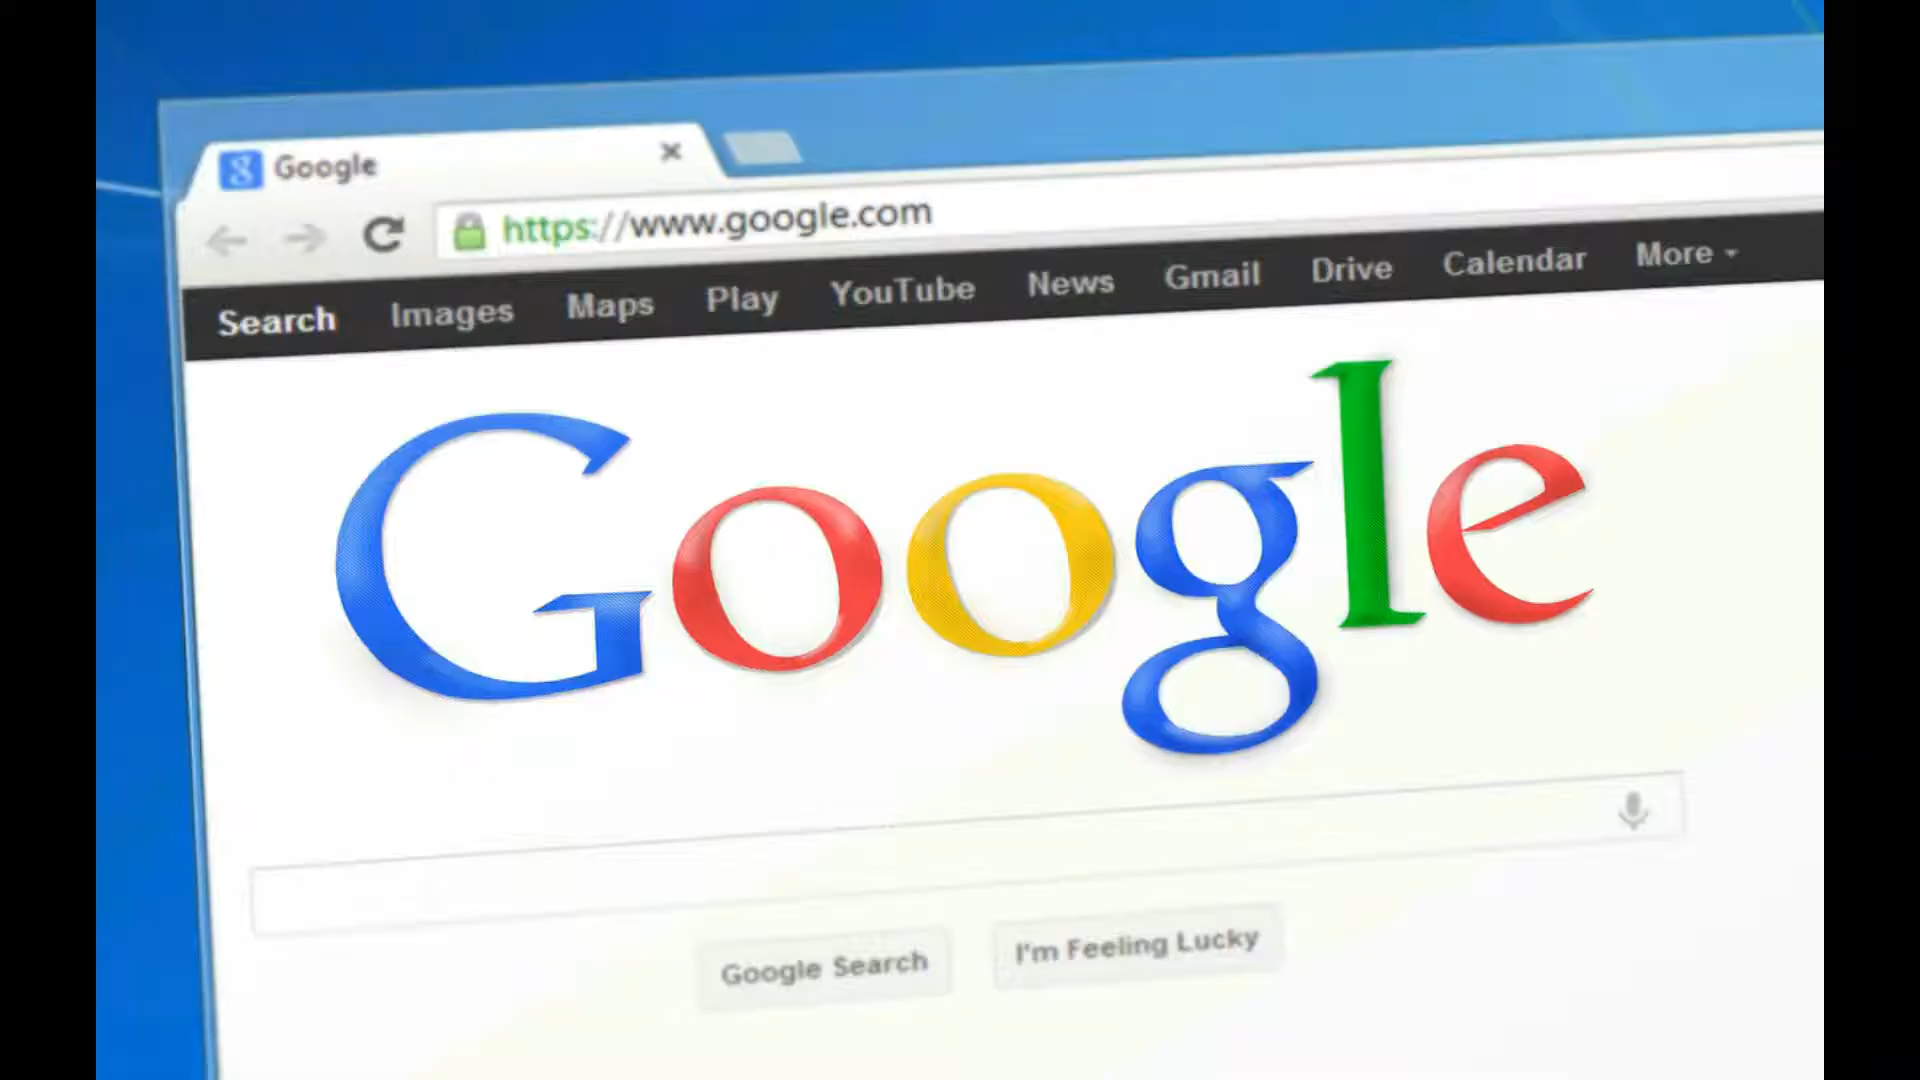 Google
https://www.google.com
Search Images Maps Play YouTube News Gmail Drive Calendar More
Google
Google Search I'm Feeling Lucky